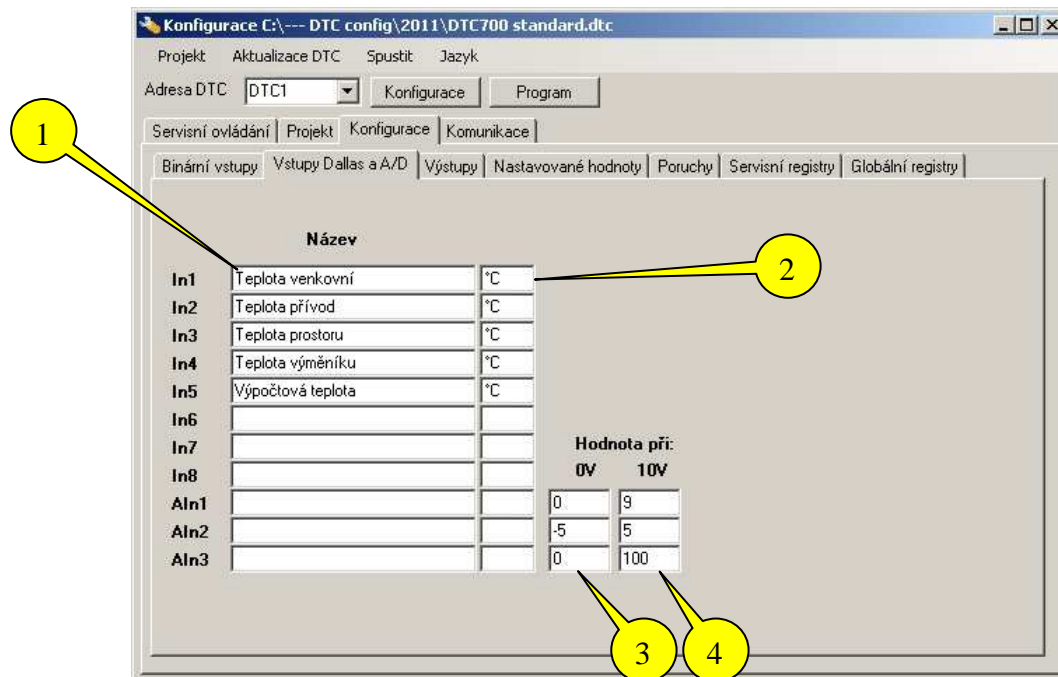 Konfigurace C:\--- DTC config\2011\DTC700 standard.dtc
Projekt Aktualizace DTC Spustit Jazyk
Adresa DTC DTC1 Konfigurace Program
Servisní ovládání Projekt Konfigurace Komunikace
1
Binární vstupy Vstupy Dallas a A/D Výstupy Nastavované hodnoty Poruchy Servisní registry Globální registry
Název
In1 Teplota venkovní °C
2
In2 Teplota přívod °C
In3 Teplota prostoru °C
In4 Teplota výměníku °C
In5 Výpočtová teplota °C
In6
In7 Hodnota při:
In8 0V 10V
AIn1 0 9
AIn2 -5 5
AIn3 0 100
3 4